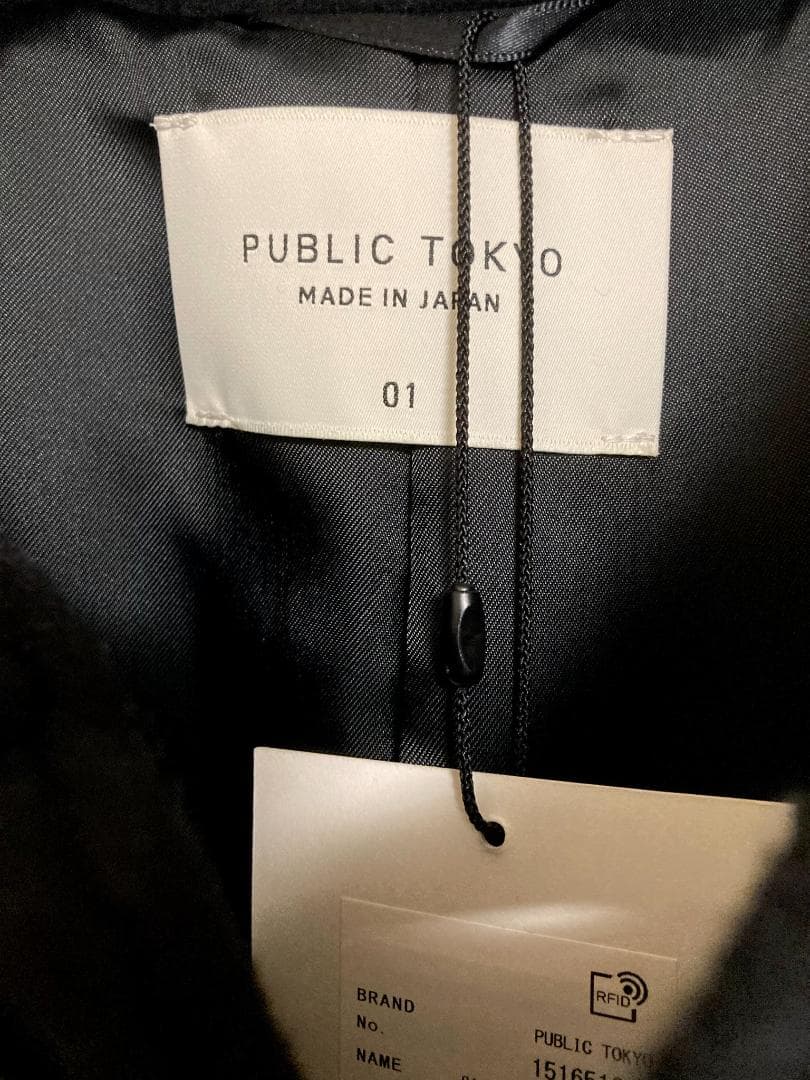 PUBLIC TOKYO
MADE IN JAPAN
01
RFID
BRAND
No.
PUBLIC TOKYO
NAME